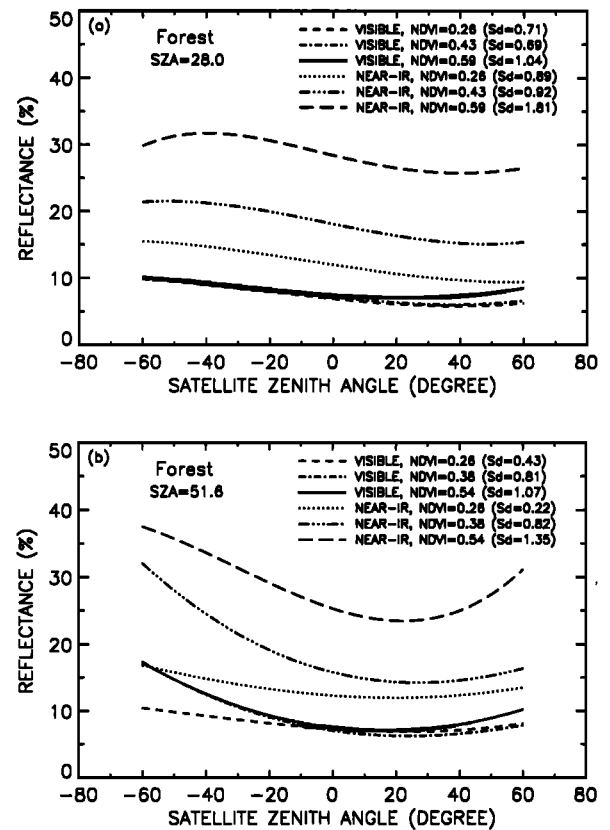 (a)
Forest
SZA=28.0
VISIBLE, NDVI=0.26 (Sd=0.71)
VISIBLE, NDVI=0.43 (Sd=0.69)
VISIBLE, NDVI=0.59 (Sd=1.04)
NEAR-IR, NDVI=0.26 (Sd=0.89)
NEAR-IR, NDVI=0.43 (Sd=0.92)
NEAR-IR, NDVI=0.59 (Sd=1.81)
REFLECTANCE (%)
50
40
30
20
10
0
-80 -60 -40 -20 0 20 40 60 80
SATELLITE ZENITH ANGLE (DEGREE)
(b)
Forest
SZA=51.6
VISIBLE, NDVI=0.26 (Sd=0.43)
VISIBLE, NDVI=0.38 (Sd=0.81)
VISIBLE, NDVI=0.54 (Sd=1.07)
NEAR-IR, NDVI=0.26 (Sd=0.22)
NEAR-IR, NDVI=0.38 (Sd=0.82)
NEAR-IR, NDVI=0.54 (Sd=1.35)
REFLECTANCE (%)
50
40
30
20
10
0
-80 -60 -40 -20 0 20 40 60 80
SATELLITE ZENITH ANGLE (DEGREE)